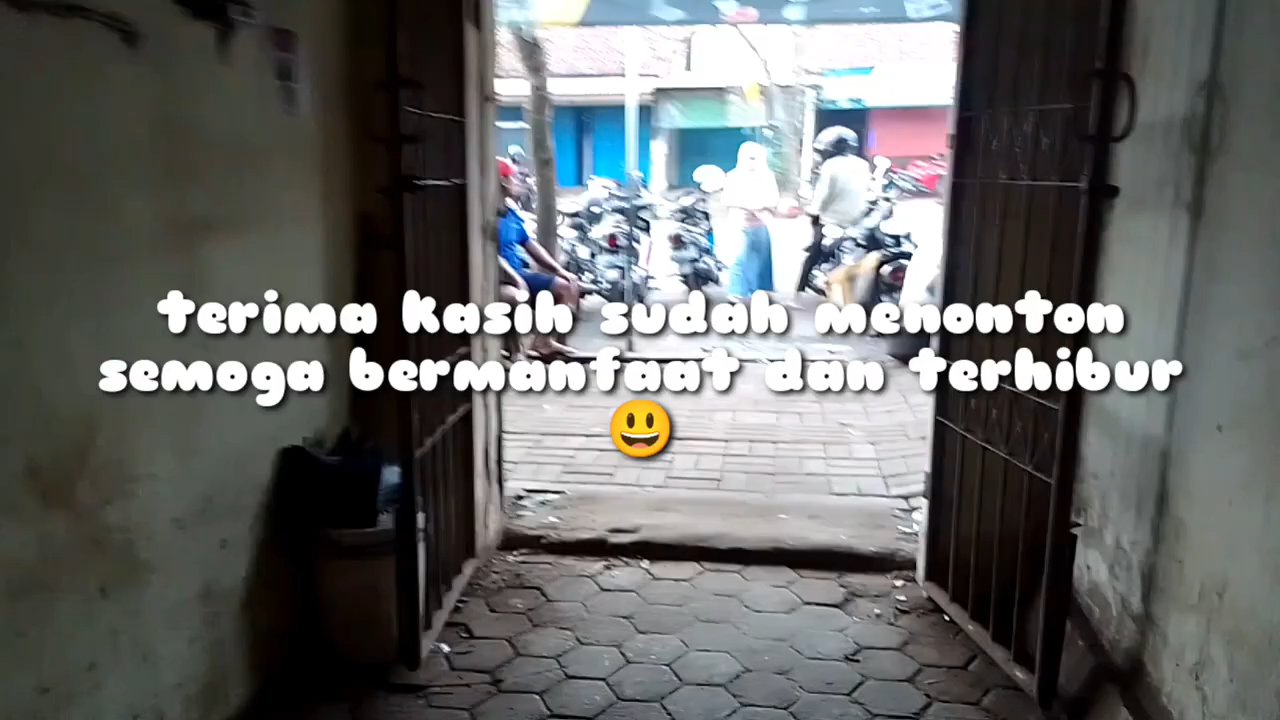 terima kasih sudah menonton
semoga bermanfaat dan terhibur
😃